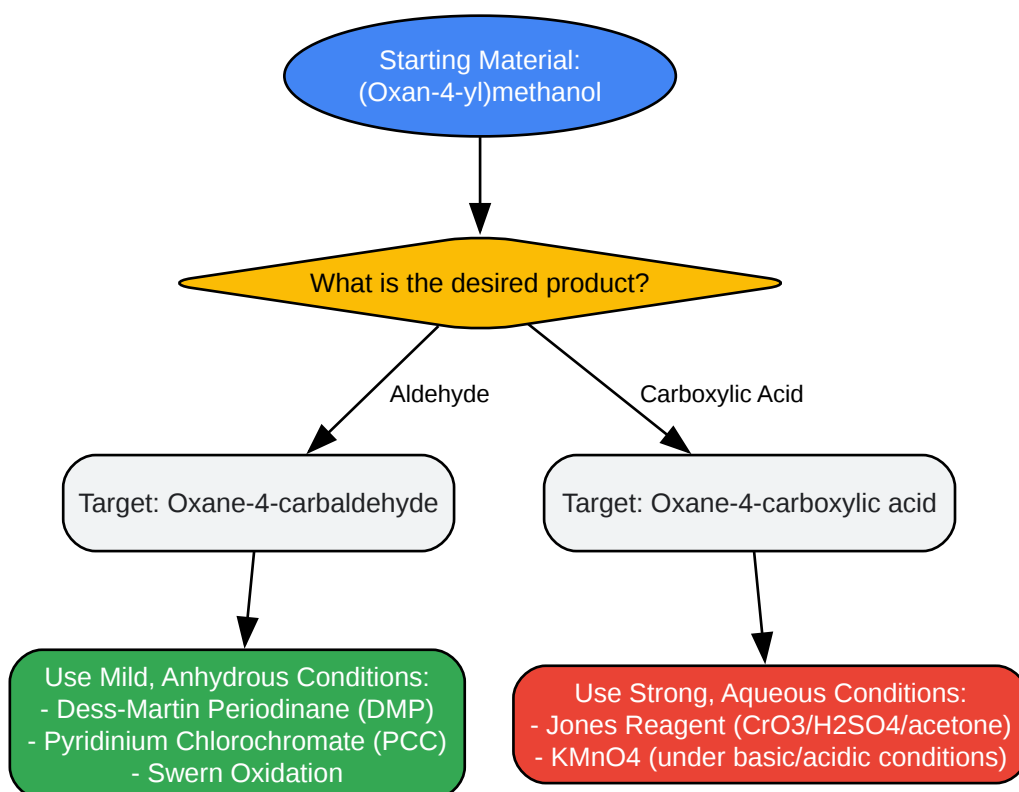 Starting Material:
(Oxan-4-yl)methanol
What is the desired product?
Aldehyde
Carboxylic Acid
Target: Oxane-4-carbaldehyde
Target: Oxane-4-carboxylic acid
Use Mild, Anhydrous Conditions:
- Dess-Martin Periodinane (DMP)
- Pyridinium Chlorochromate (PCC)
- Swern Oxidation
Use Strong, Aqueous Conditions:
- Jones Reagent (CrO3/H2SO4/acetone)
- KMnO4 (under basic/acidic conditions)